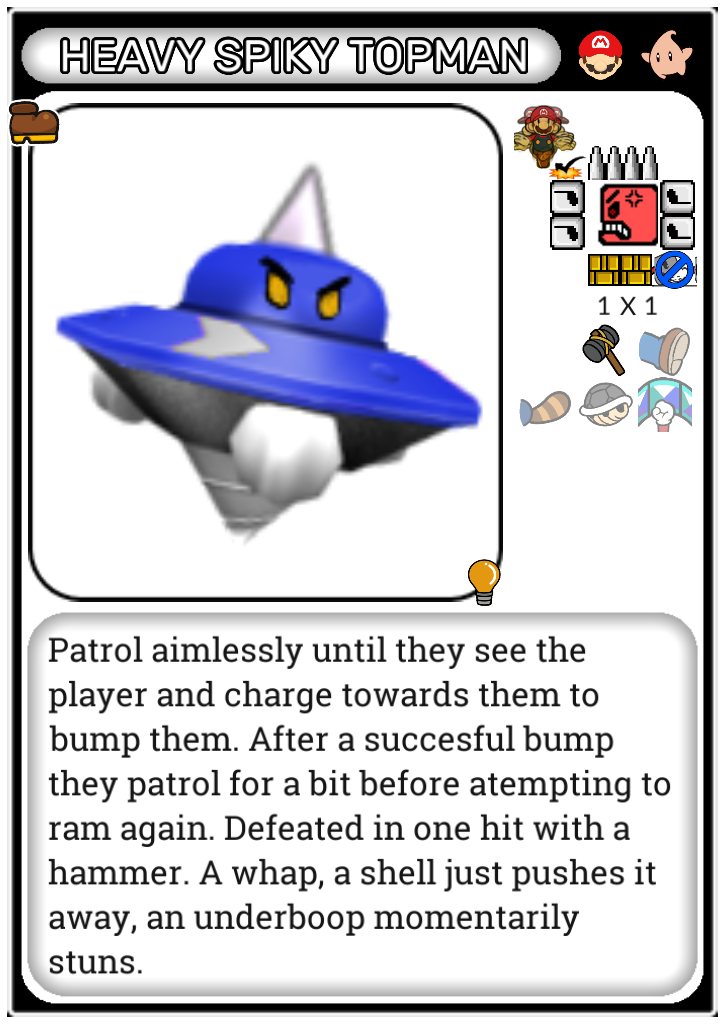 HEAVY SPIKY TOPMAN
1 X 1
Patrol aimlessly until they see the
player and charge towards them to
bump them. After a succesful bump
they patrol for a bit before atempting to
ram again. Defeated in one hit with a
hammer. A whap, a shell just pushes it
away, an underboop momentarily
stuns.